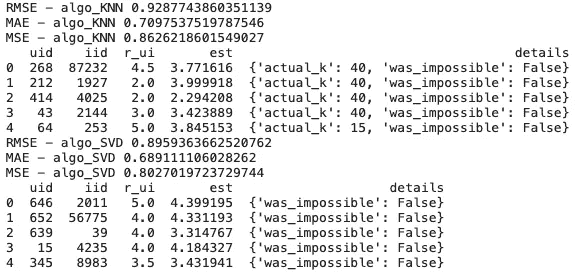 RMSE - algo_KNN 0.9287743860351139
MAE - algo_KNN 0.7097537519787546
MSE - algo_KNN 0.8626218601549027
uid iid r_ui est details
0 268 87232 4.5 3.771616 {'actual_k': 40, 'was_impossible': False}
1 212 1927 2.0 3.999918 {'actual_k': 40, 'was_impossible': False}
2 414 4025 2.0 2.294208 {'actual_k': 40, 'was_impossible': False}
3 43 2144 3.0 3.423889 {'actual_k': 40, 'was_impossible': False}
4 64 253 5.0 3.845153 {'actual_k': 15, 'was_impossible': False}
RMSE - algo_SVD 0.8959363662520762
MAE - algo_SVD 0.689111106028262
MSE - algo_SVD 0.8027019723729744
uid iid r_ui est details
0 646 2011 5.0 4.399195 {'was_impossible': False}
1 652 56775 4.0 4.331193 {'was_impossible': False}
2 639 39 4.0 3.314767 {'was_impossible': False}
3 15 4235 4.0 4.184327 {'was_impossible': False}
4 345 8983 3.5 3.431941 {'was_impossible': False}